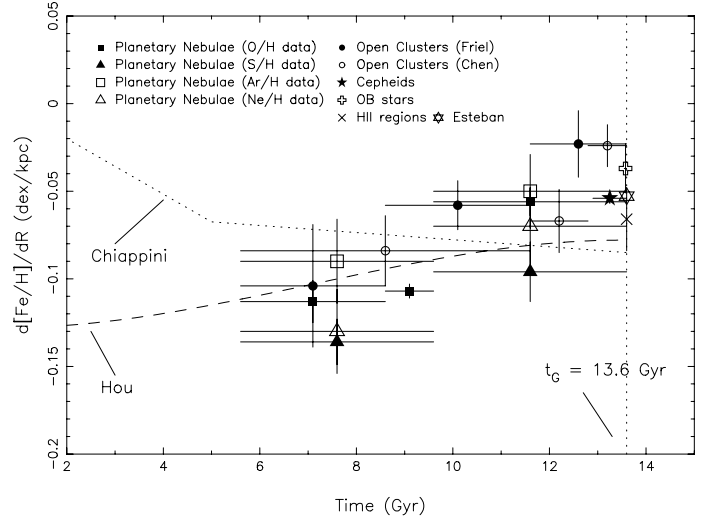 0.05
0
−0.05
−0.1
−0.15
−0.2
d[Fe/H]/dR (dex/kpc)
Planetary Nebulae (O/H data)
Planetary Nebulae (S/H data)
Planetary Nebulae (Ar/H data)
Planetary Nebulae (Ne/H data)
Open Clusters (Friel)
Open Clusters (Chen)
Cepheids
OB stars
HII regions Esteban
Chiappini
Hou
t_G = 13.6 Gyr
2 4 6 8 10 12 14
Time (Gyr)